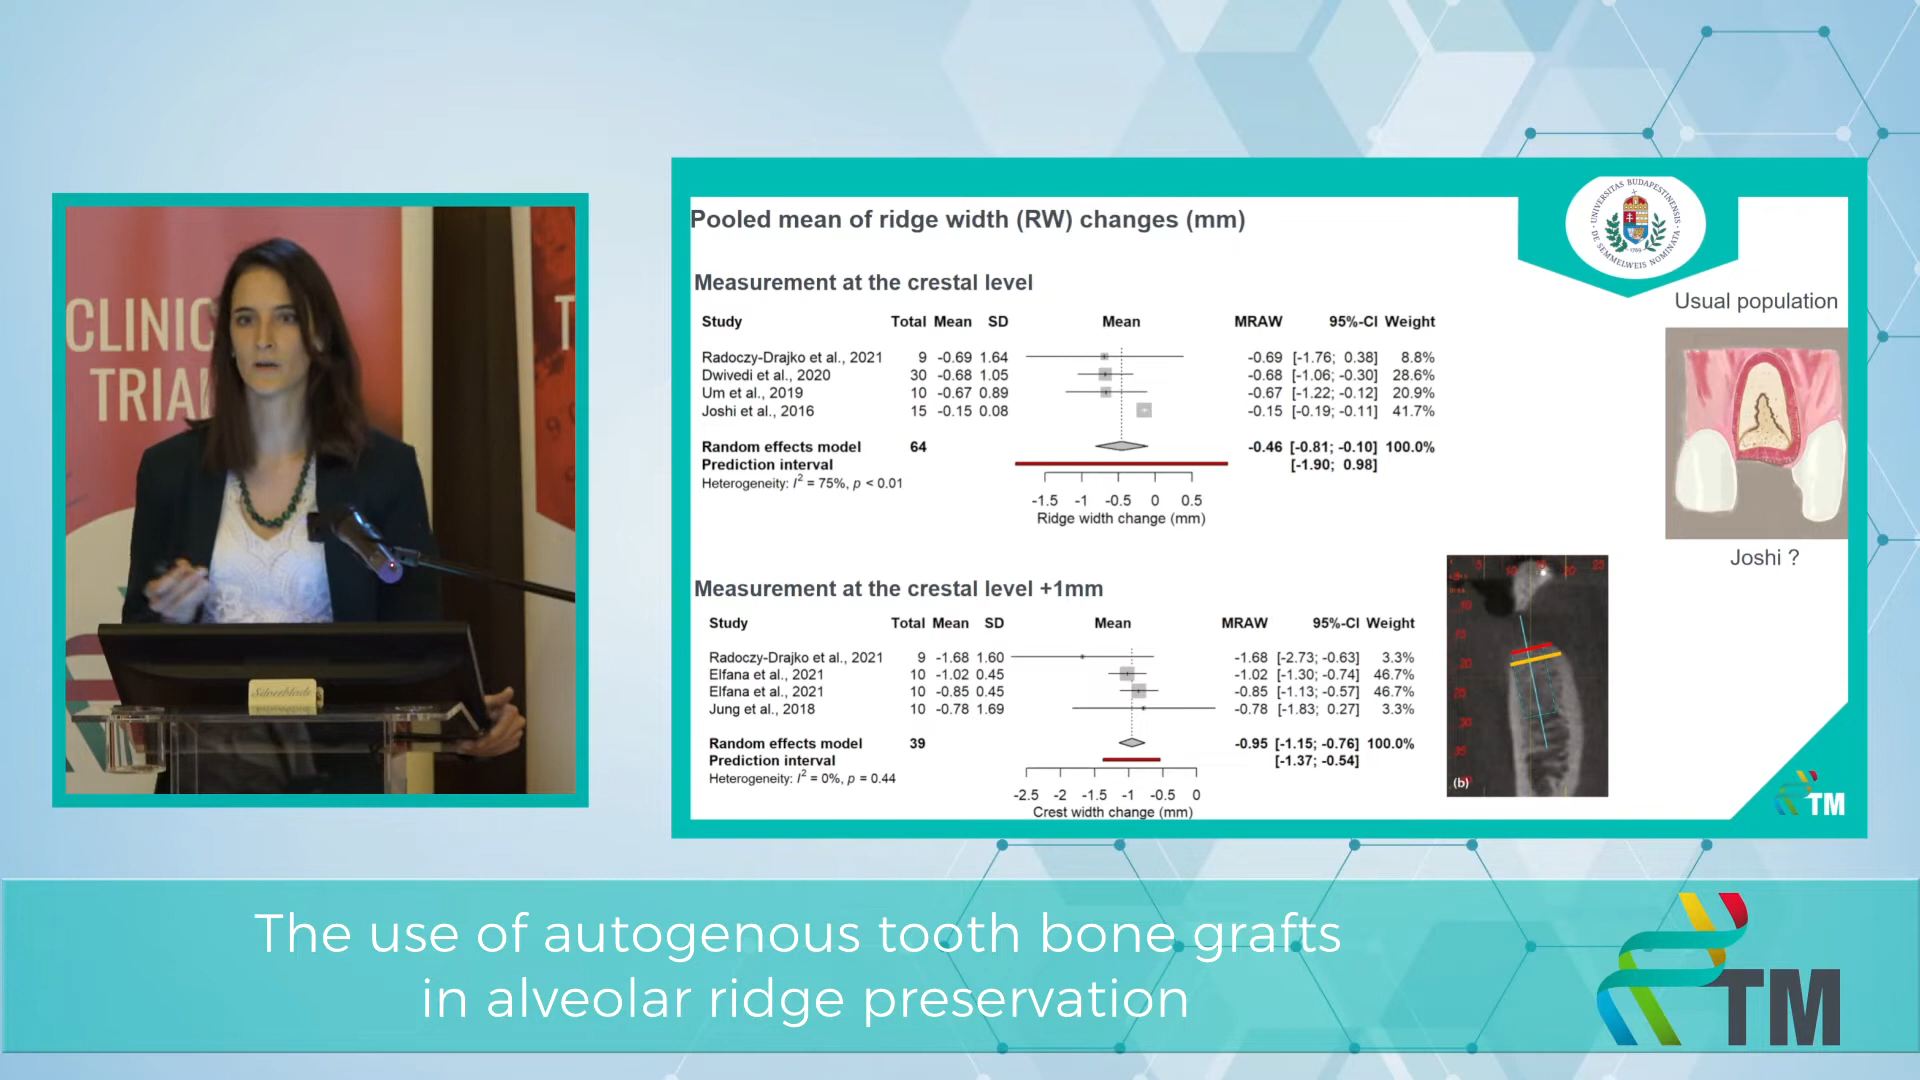 CLINIC
TRIAL
T
Silverblade
Pooled mean of ridge width (RW) changes (mm)
UNIVERSITAS BUDAPESTINENSIS
DE SEMMELWEIS NOMINATA
1769
Measurement at the crestal level
Study Total Mean SD Mean MRAW 95%-CI Weight
Radoczy-Drajko et al., 2021 9 -0.69 1.64 -0.69 [-1.76; 0.38] 8.8%
Dwivedi et al., 2020 30 -0.68 1.05 -0.68 [-1.06; -0.30] 28.6%
Um et al., 2019 10 -0.67 0.89 -0.67 [-1.22; -0.12] 20.9%
Joshi et al., 2016 15 -0.15 0.08 -0.15 [-0.19; -0.11] 41.7%
Random effects model 64 -0.46 [-0.81; -0.10] 100.0%
Prediction interval [-1.90; 0.98]
Heterogeneity: I² = 75%, p < 0.01
-1.5 -1 -0.5 0 0.5
Ridge width change (mm)
Usual population
Joshi ?
Measurement at the crestal level +1mm
Study Total Mean SD Mean MRAW 95%-CI Weight
Radoczy-Drajko et al., 2021 9 -1.68 1.60 -1.68 [-2.73; -0.63] 3.3%
Elfana et al., 2021 10 -1.02 0.45 -1.02 [-1.30; -0.74] 46.7%
Elfana et al., 2021 10 -0.85 0.45 -0.85 [-1.13; -0.57] 46.7%
Jung et al., 2018 10 -0.78 1.69 -0.78 [-1.83; 0.27] 3.3%
Random effects model 39 -0.95 [-1.15; -0.76] 100.0%
Prediction interval [-1.37; -0.54]
Heterogeneity: I² = 0%, p = 0.44
-2.5 -2 -1.5 -1 -0.5 0
Crest width change (mm)
(b)
TM
The use of autogenous tooth bone grafts
in alveolar ridge preservation
TM